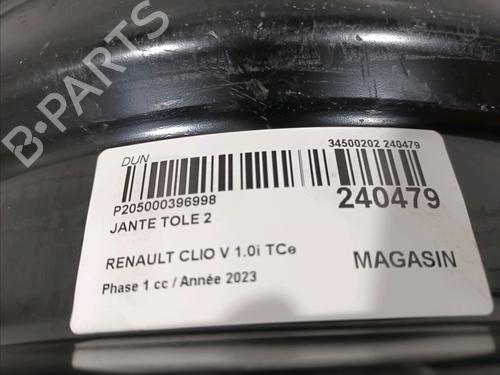 B-PARTS
DUN
34500202 240479
P205000396998
240479
JANTE TOLE 2
RENAULT CLIO V 1.0i TCe
MAGASIN
Phase 1 cc / Année 2023